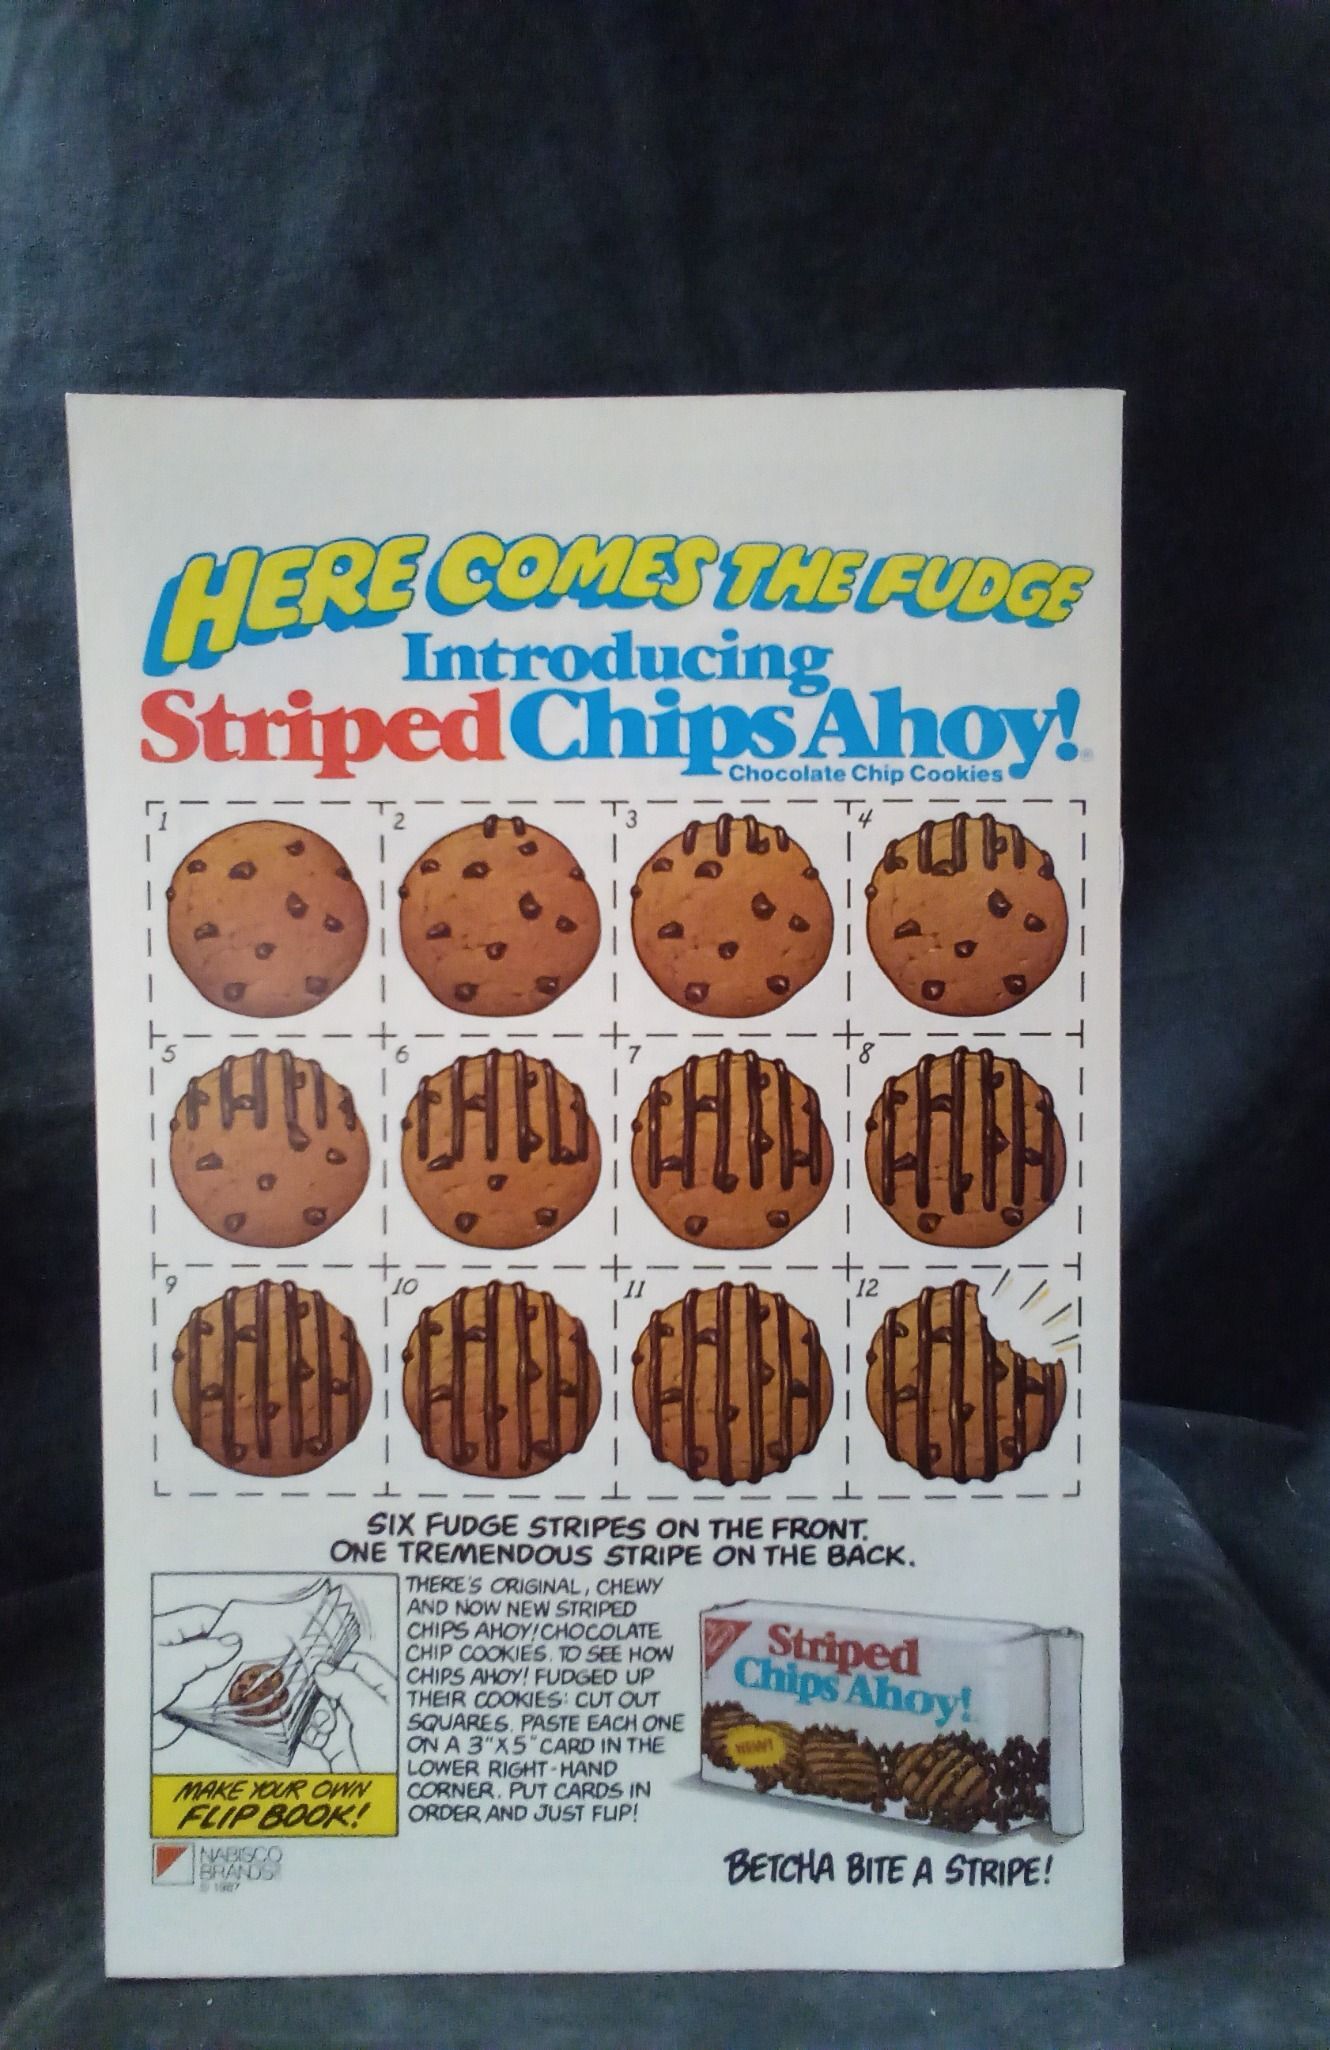 HERE COMES THE FUDGE
Introducing
Striped Chips Ahoy!®
Chocolate Chip Cookies
1 2 3 4
5 6 7 8
9 10 11 12
SIX FUDGE STRIPES ON THE FRONT.
ONE TREMENDOUS STRIPE ON THE BACK.
THERE'S ORIGINAL, CHEWY
AND NOW NEW STRIPED
CHIPS AHOY! CHOCOLATE
CHIP COOKIES. TO SEE HOW
CHIPS AHOY! FUDGED UP
THEIR COOKIES: CUT OUT
SQUARES. PASTE EACH ONE
ON A 3"X5" CARD IN THE
LOWER RIGHT-HAND
CORNER. PUT CARDS IN
ORDER AND JUST FLIP!
MAKE YOUR OWN
FLIP BOOK!
NABISCO
BRANDS
© 1987
Striped
Chips Ahoy!
NEW!
BETCHA BITE A STRIPE!